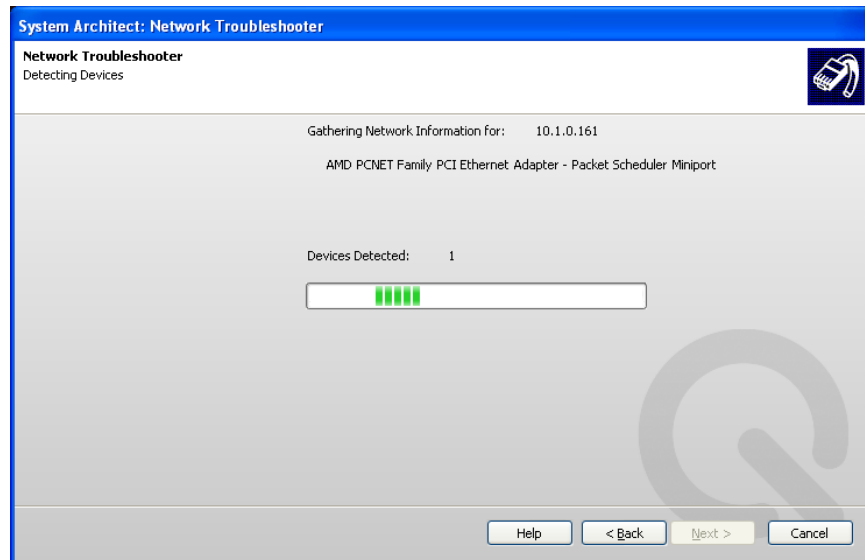 System Architect: Network Troubleshooter
Network Troubleshooter
Detecting Devices
Gathering Network Information for: 10.1.0.161
AMD PCNET Family PCI Ethernet Adapter - Packet Scheduler Miniport
Devices Detected: 1
Help < Back Next > Cancel